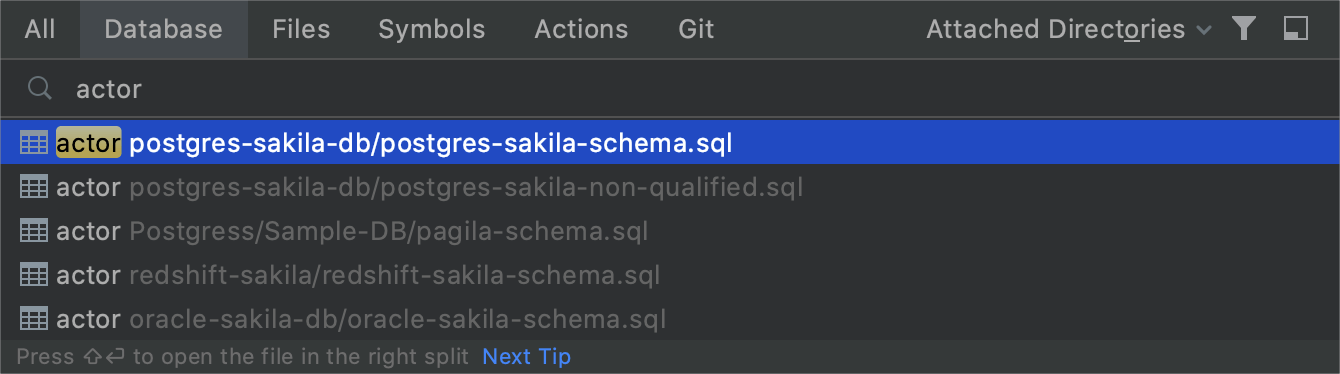 All Database Files Symbols Actions Git Attached Directories
actor
actor postgres-sakila-db/postgres-sakila-schema.sql
actor postgres-sakila-db/postgres-sakila-non-qualified.sql
actor Postgress/Sample-DB/pagila-schema.sql
actor redshift-sakila/redshift-sakila-schema.sql
actor oracle-sakila-db/oracle-sakila-schema.sql
Press ⇧⏎ to open the file in the right split Next Tip